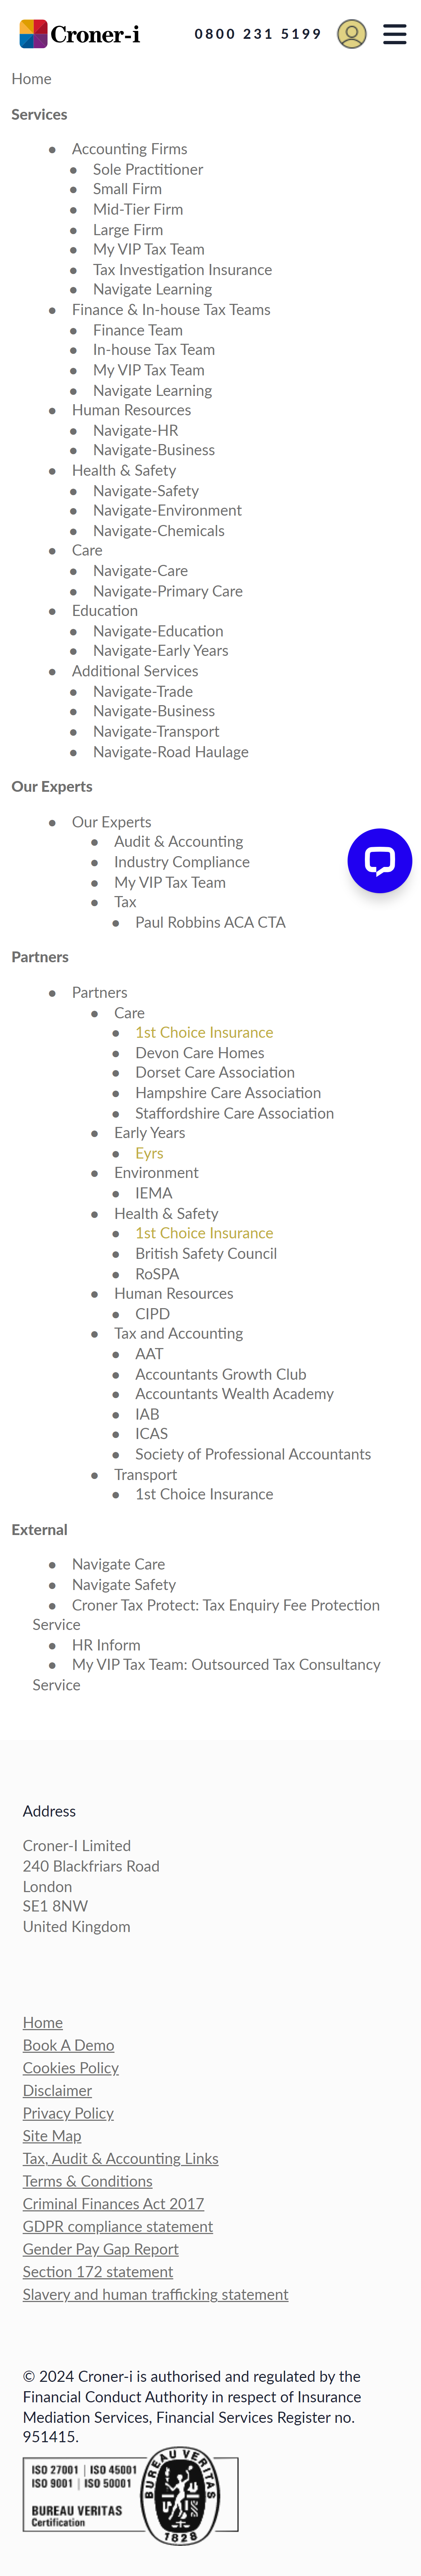 Croner-i
0800 231 5199
Home
Services
Accounting Firms
Sole Practitioner
Small Firm
Mid-Tier Firm
Large Firm
My VIP Tax Team
Tax Investigation Insurance
Navigate Learning
Finance & In-house Tax Teams
Finance Team
In-house Tax Team
My VIP Tax Team
Navigate Learning
Human Resources
Navigate-HR
Navigate-Business
Health & Safety
Navigate-Safety
Navigate-Environment
Navigate-Chemicals
Care
Navigate-Care
Navigate-Primary Care
Education
Navigate-Education
Navigate-Early Years
Additional Services
Navigate-Trade
Navigate-Business
Navigate-Transport
Navigate-Road Haulage
Our Experts
Our Experts
Audit & Accounting
Industry Compliance
My VIP Tax Team
Tax
Paul Robbins ACA CTA
Partners
Partners
Care
1st Choice Insurance
Devon Care Homes
Dorset Care Association
Hampshire Care Association
Staffordshire Care Association
Early Years
Eyrs
Environment
IEMA
Health & Safety
1st Choice Insurance
British Safety Council
RoSPA
Human Resources
CIPD
Tax and Accounting
AAT
Accountants Growth Club
Accountants Wealth Academy
IAB
ICAS
Society of Professional Accountants
Transport
1st Choice Insurance
External
Navigate Care
Navigate Safety
Croner Tax Protect: Tax Enquiry Fee Protection
Service
HR Inform
My VIP Tax Team: Outsourced Tax Consultancy
Service
Address
Croner-I Limited
240 Blackfriars Road
London
SE1 8NW
United Kingdom
Home
Book A Demo
Cookies Policy
Disclaimer
Privacy Policy
Site Map
Tax, Audit & Accounting Links
Terms & Conditions
Criminal Finances Act 2017
GDPR compliance statement
Gender Pay Gap Report
Section 172 statement
Slavery and human trafficking statement
© 2024 Croner-i is authorised and regulated by the
Financial Conduct Authority in respect of Insurance
Mediation Services, Financial Services Register no.
951415.
ISO 27001 | ISO 45001
ISO 9001 | ISO 50001
BUREAU VERITAS
Certification
BUREAU VERITAS
1828